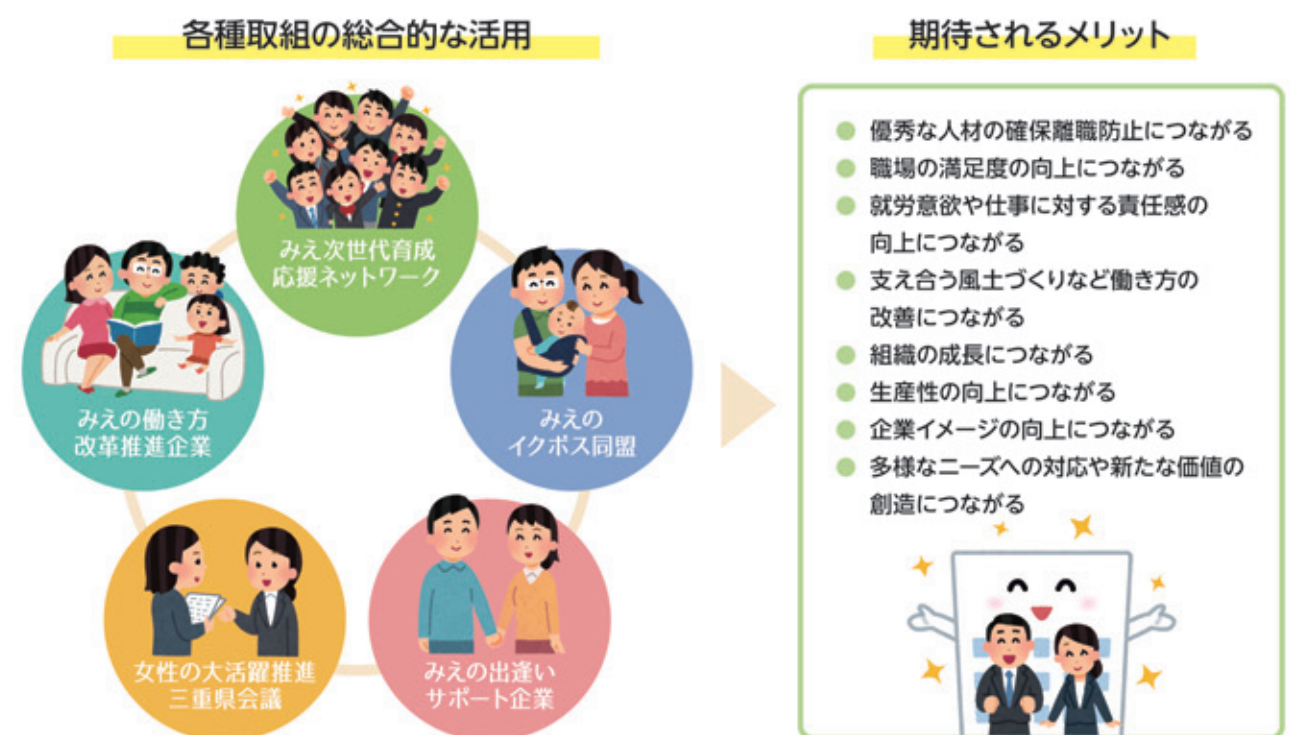 各種取組の総合的な活用
みえ次世代育成
応援ネットワーク
みえの
イクボス同盟
みえの出逢い
サポート企業
女性の大活躍推進
三重県会議
みえの働き方
改革推進企業
期待されるメリット
優秀な人材の確保離職防止につながる
職場の満足度の向上につながる
就労意欲や仕事に対する責任感の
向上につながる
支え合う風土づくりなど働き方の
改善につながる
組織の成長につながる
生産性の向上につながる
企業イメージの向上につながる
多様なニーズへの対応や新たな価値の
創造につながる